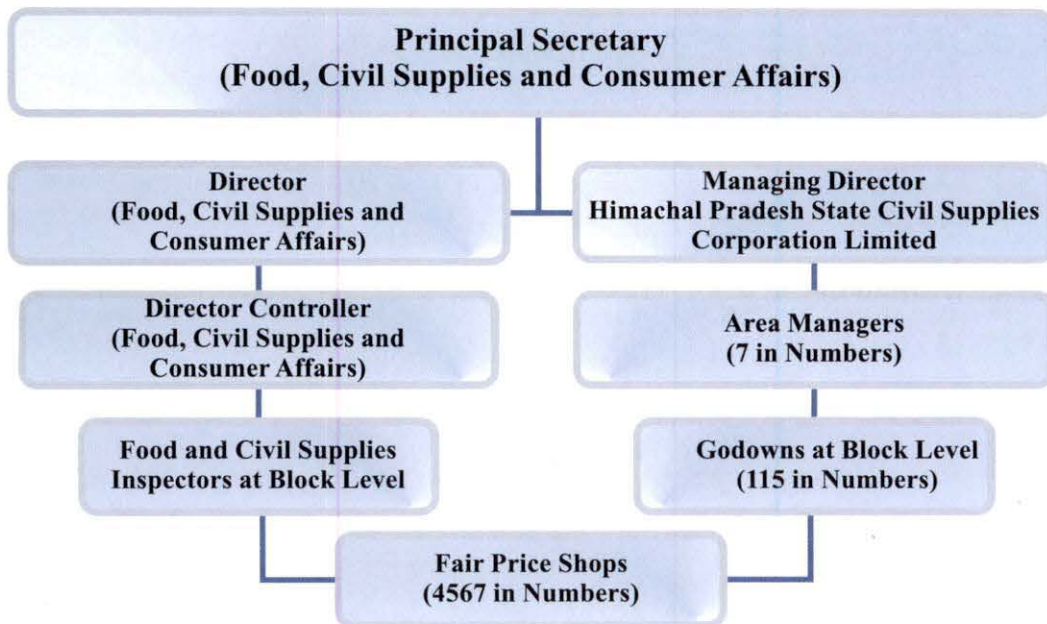 Principal Secretary
(Food, Civil Supplies and Consumer Affairs)
Director
(Food, Civil Supplies and
Consumer Affairs)
Managing Director
Himachal Pradesh State Civil Supplies
Corporation Limited
Director Controller
(Food, Civil Supplies and
Consumer Affairs)
Area Managers
(7 in Numbers)
Food and Civil Supplies
Inspectors at Block Level
Godowns at Block Level
(115 in Numbers)
Fair Price Shops
(4567 in Numbers)